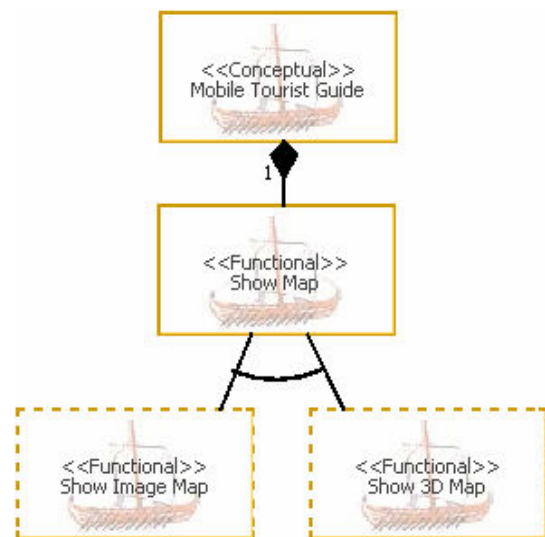 <<Conceptual>>
Mobile Tourist Guide
1
<<Functional>>
Show Map
<<Functional>>
Show Image Map
<<Functional>>
Show 3D Map